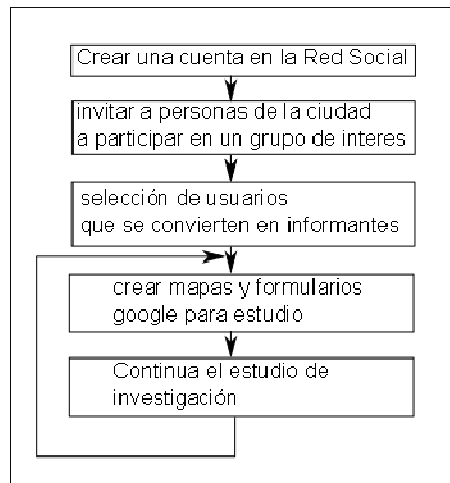 Crear una cuenta en la Red Social
invitar a personas de la ciudad
a participar en un grupo de interes
selección de usuarios
que se convierten en informantes
crear mapas y formularios
google para estudio
Continua el estudio de
investigación